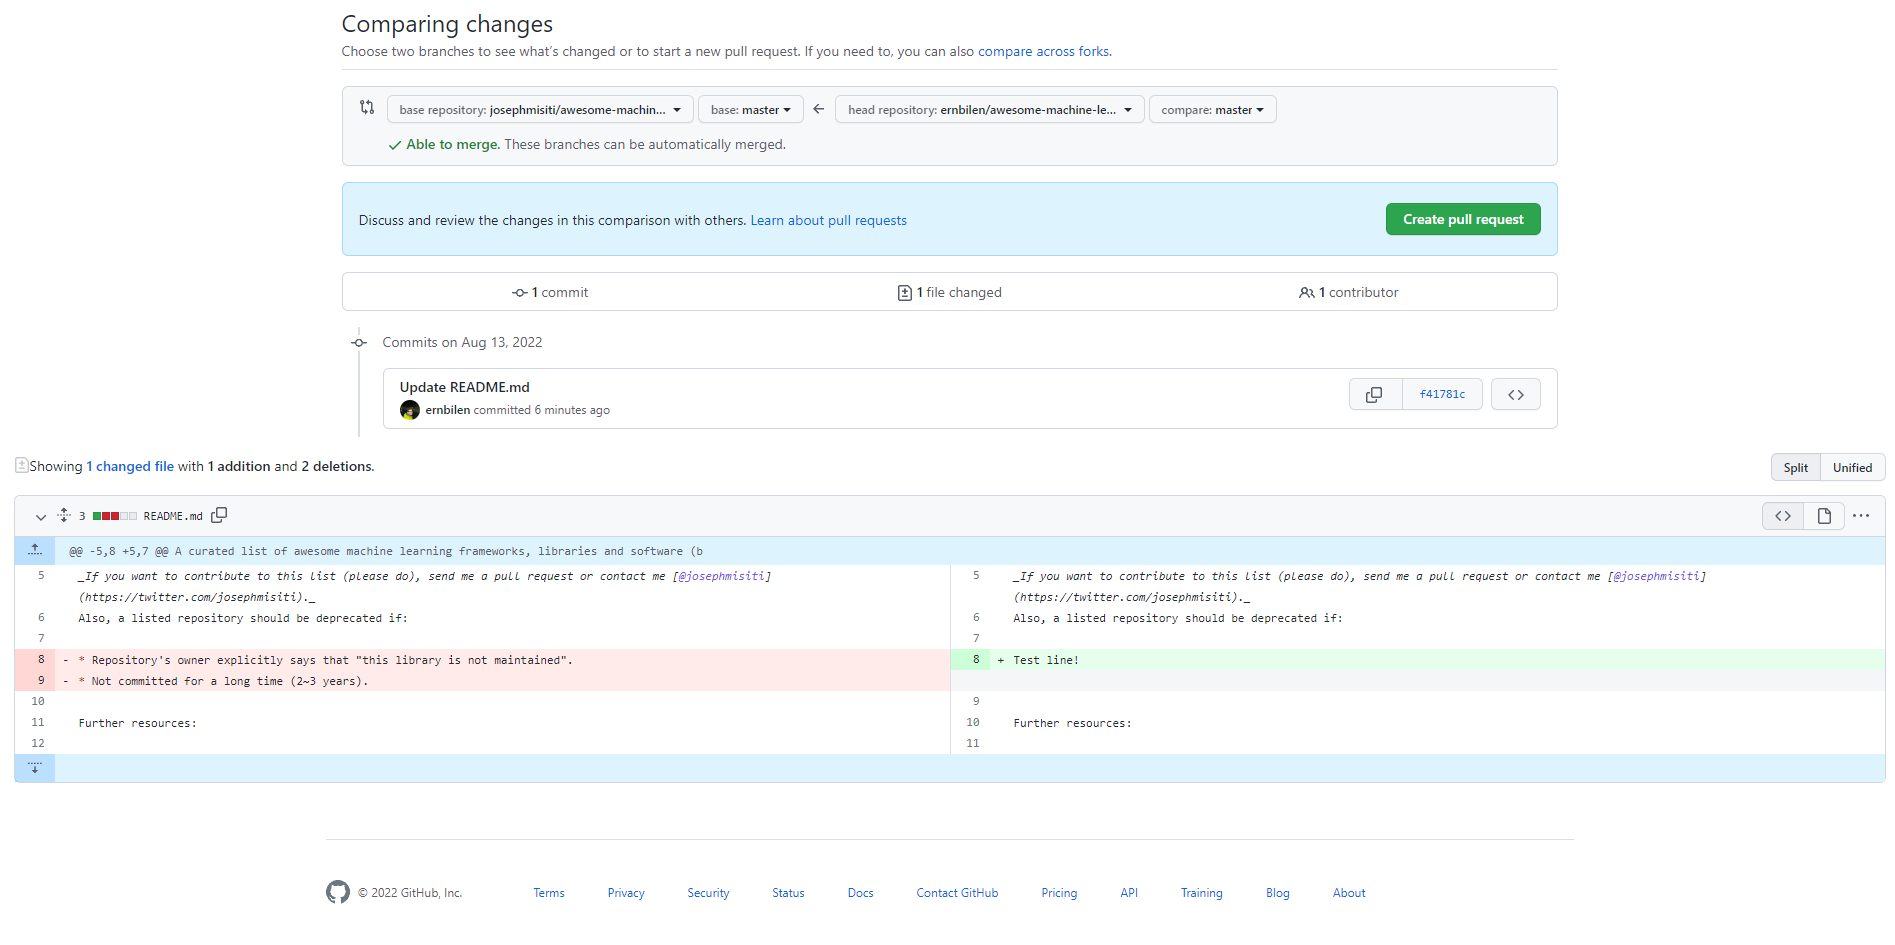 Comparing changes
Choose two branches to see what's changed or to start a new pull request. If you need to, you can also compare across forks.
base repository: josephmisiti/awesome-machin... base: master head repository: ernbilen/awesome-machine-le... compare: master
Able to merge. These branches can be automatically merged.
Discuss and review the changes in this comparison with others. Learn about pull requests Create pull request
1 commit 1 file changed 1 contributor
Commits on Aug 13, 2022
Update README.md
ernbilen committed 6 minutes ago
f41781c
Showing 1 changed file with 1 addition and 2 deletions. Split Unified
3 README.md
@@ -5,8 +5,7 @@ A curated list of awesome machine learning frameworks, libraries and software (b
5 _If you want to contribute to this list (please do), send me a pull request or contact me [@josephmisiti]
(https://twitter.com/josephmisiti)._
6 Also, a listed repository should be deprecated if:
7
8 - * Repository's owner explicitly says that "this library is not maintained".
9 - * Not committed for a long time (2~3 years).
10
11 Further resources:
12
5 _If you want to contribute to this list (please do), send me a pull request or contact me [@josephmisiti]
(https://twitter.com/josephmisiti)._
6 Also, a listed repository should be deprecated if:
7
8 + Test line!
9
10 Further resources:
11
© 2022 GitHub, Inc. Terms Privacy Security Status Docs Contact GitHub Pricing API Training Blog About